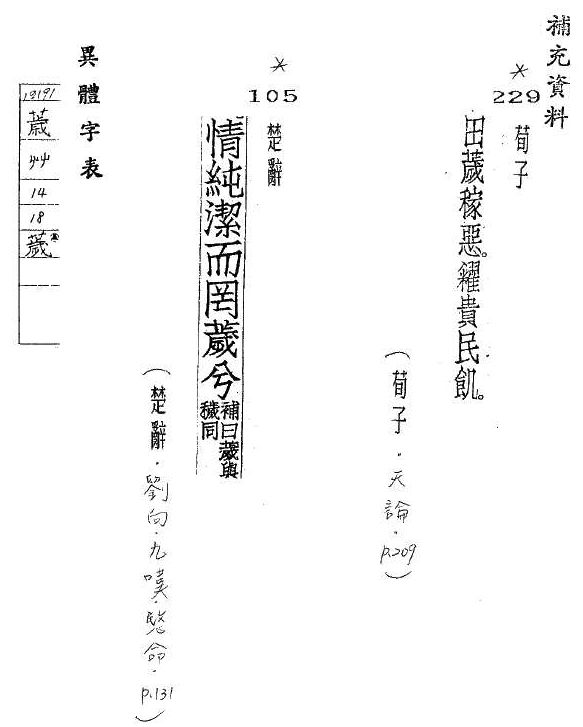 補充資料
*
229
荀子
田薉稼惡。糴貴民飢。
(荀子．天論．p.209)
*
105
楚辭
情純潔而罔薉兮
補曰薉與
穢同
(楚辭．劉向．九嘆．愍命．p.131)
異體字表
13191
薉
艸
14
18
薉